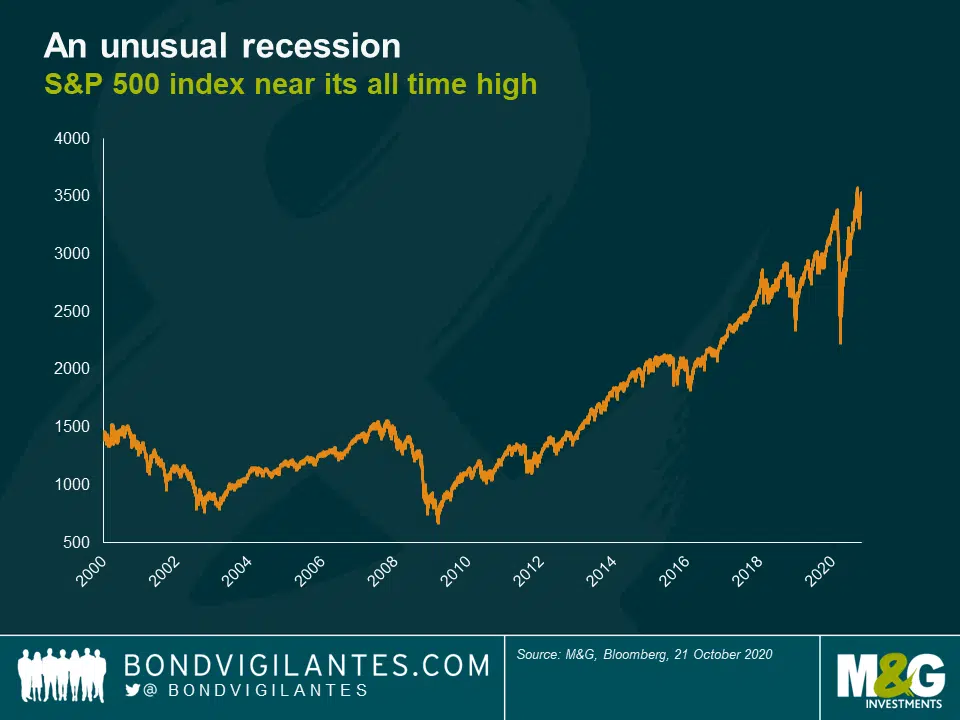 An unusual recession
S&P 500 index near its all time high
4000
3500
3000
2500
2000
1500
1000
500
2000
2002
2004
2006
2008
2010
2012
2014
2016
2018
2020
BONDVIGILANTES.COM
@ BONDVIGILANTES
Source: M&G, Bloomberg, 21 October 2020
M&G
INVESTMENTS